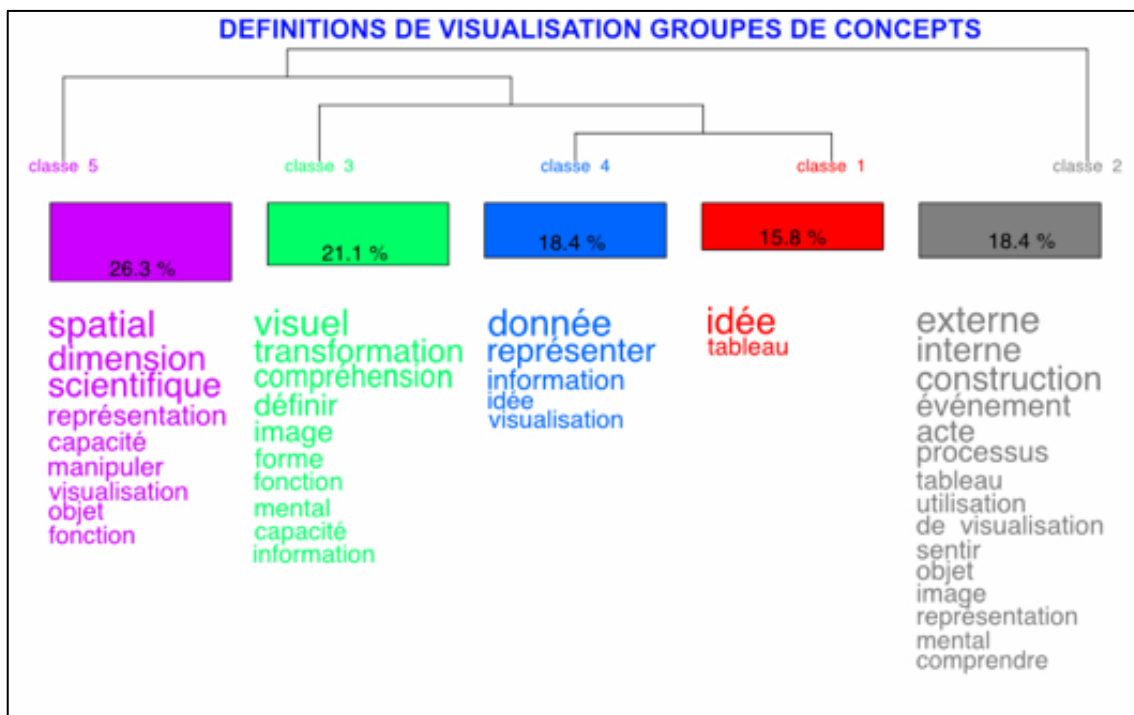 DEFINITIONS DE VISUALISATION GROUPES DE CONCEPTS
classe 5
classe 3
classe 4
classe 1
classe 2
26.3 %
21.1 %
18.4 %
15.8 %
18.4 %
spatial
dimension
scientifique
représentation
capacité
manipuler
visualisation
objet
fonction
visuel
transformation
compréhension
définir
image
forme
fonction
mental
capacité
information
donnée
représenter
information
idée
visualisation
idée
tableau
externe
interne
construction
événement
acte
processus
tableau
utilisation
de visualisation
sentir
objet
image
représentation
mental
comprendre